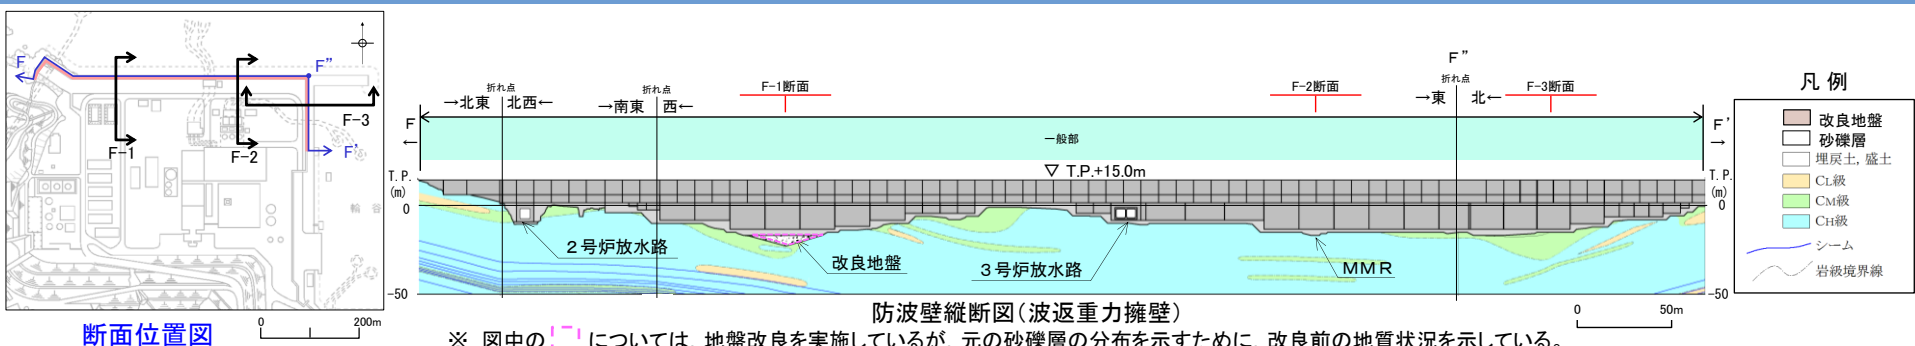 F
F”
F-1
F-2
F-3
F’
輪谷
断面位置図
0 200m
F”
折れ点 F-1断面 F-2断面 折れ点 F-3断面
→北東 北西← →南東 西← →東 北←
F F’
← →
一般部
▽ T.P.+15.0m
T.P. T.P.
(m) (m)
0 0
2号炉放水路
改良地盤
3号炉放水路
MMR
-50 -50
防波壁縦断図(波返重力擁壁)
0 50m
凡 例
改良地盤
砂礫層
埋戻土, 盛土
CL級
CM級
CH級
シーム
岩級境界線
※ 図中の については、地盤改良を実施しているが、元の砂礫層の分布を示すために、改良前の地質状況を示している。